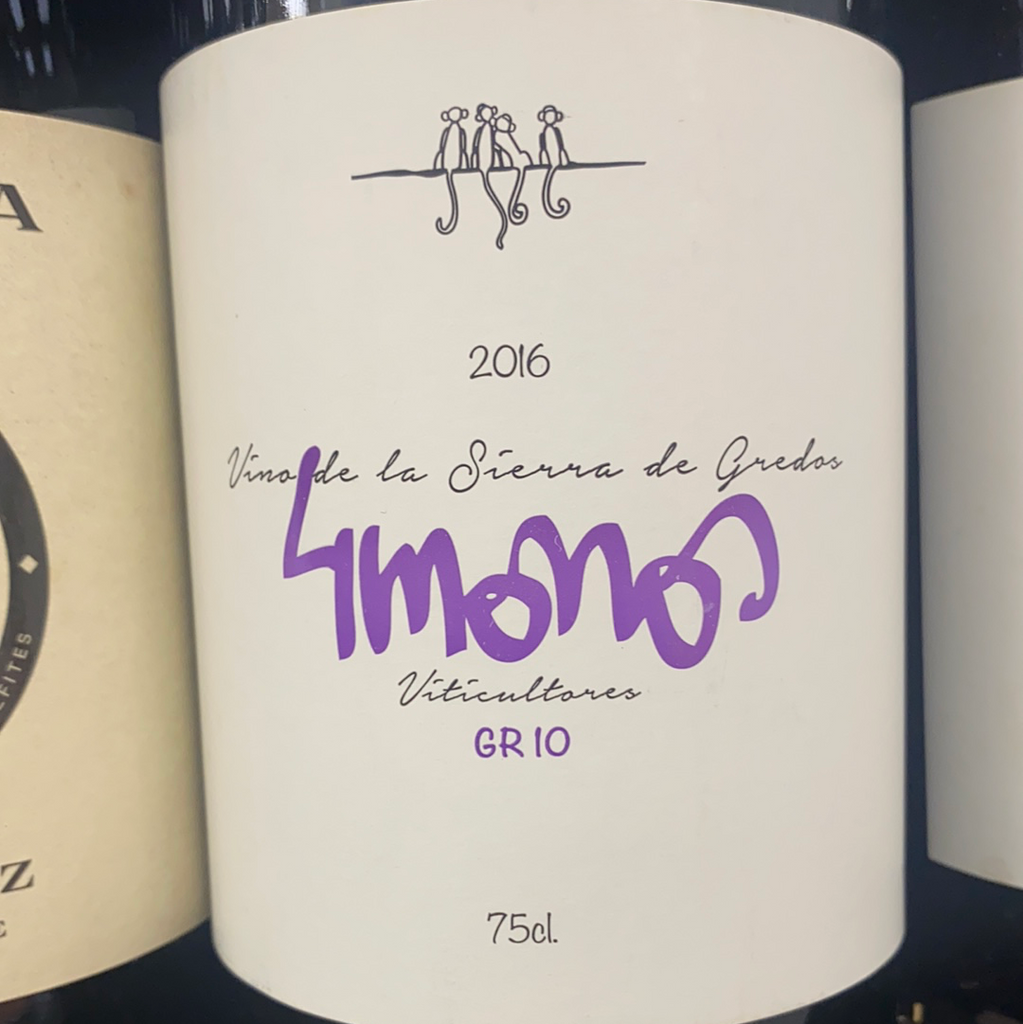 2016
Vino de la Sierra de Gredos
4monos
Viticultores
GR10
75cl.